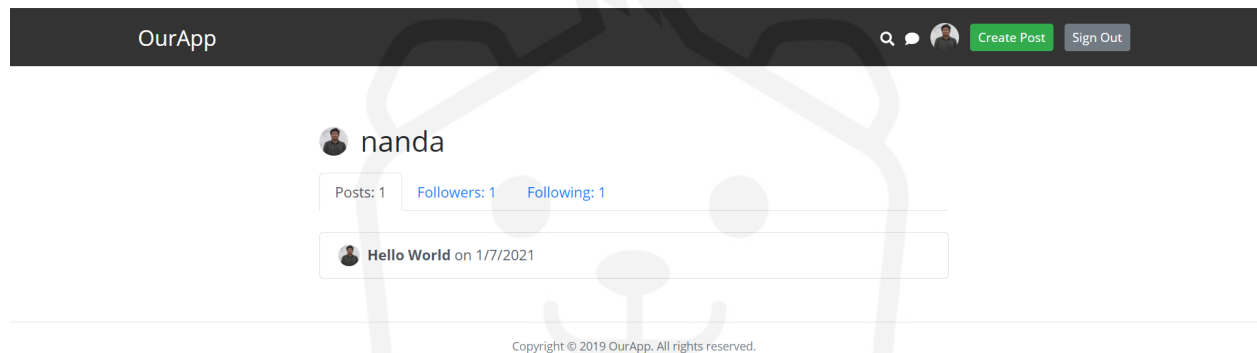 OurApp Create Post Sign Out
nanda
Posts: 1 Followers: 1 Following: 1
Hello World on 1/7/2021
Copyright © 2019 OurApp. All rights reserved.